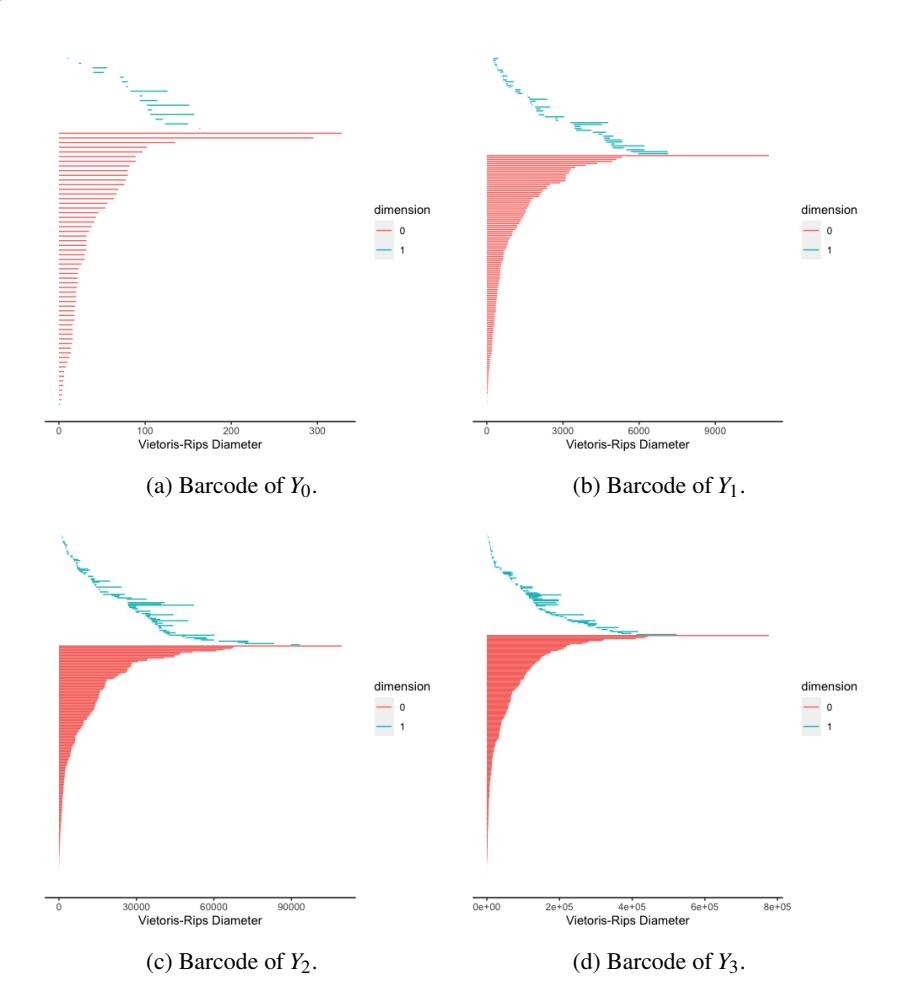 dimension
0
1
0 100 200 300
Vietoris-Rips Diameter
(a) Barcode of Y0.
dimension
0
1
0 3000 6000 9000
Vietoris-Rips Diameter
(b) Barcode of Y1.
dimension
0
1
0 30000 60000 90000
Vietoris-Rips Diameter
(c) Barcode of Y2.
dimension
0
1
0e+00 2e+05 4e+05 6e+05 8e+05
Vietoris-Rips Diameter
(d) Barcode of Y3.